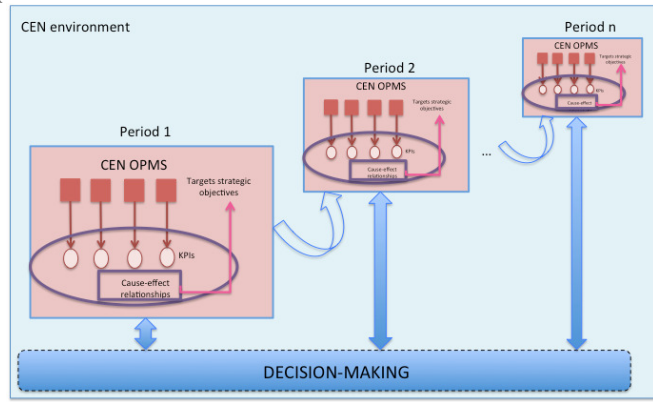 CEN environment
Period 1
CEN OPMS
Targets strategic
objectives
KPIs
Cause-effect
relationships
Period 2
CEN OPMS
Targets strategic
objectives
KPIs
Cause-effect
relationships
...
Period n
CEN OPMS
Targets strategic
objectives
KPIs
Cause-effect
DECISION-MAKING